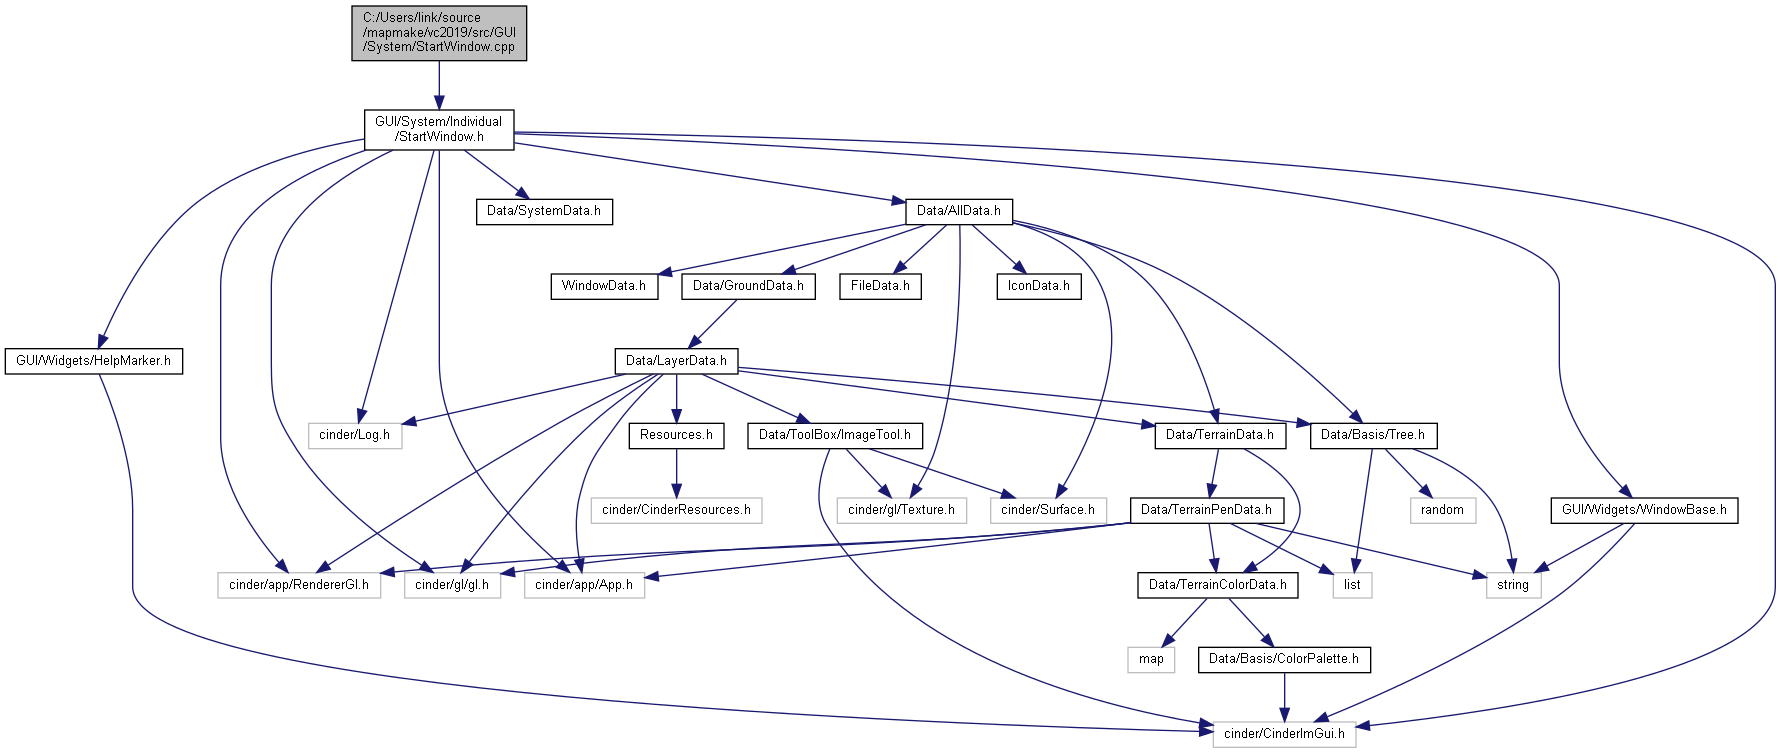 C:/Users/link/source
/mapmake/vc2019/src/GUI
/System/StartWindow.cpp
GUI/System/Individual
/StartWindow.h
Data/SystemData.h
Data/AllData.h
WindowData.h
Data/GroundData.h
FileData.h
IconData.h
GUI/Widgets/HelpMarker.h
Data/LayerData.h
cinder/Log.h
Resources.h
Data/ToolBox/ImageTool.h
Data/TerrainData.h
Data/Basis/Tree.h
cinder/CinderResources.h
cinder/gl/Texture.h
cinder/Surface.h
Data/TerrainPenData.h
random
GUI/Widgets/WindowBase.h
cinder/app/RendererGl.h
cinder/gl/gl.h
cinder/app/App.h
Data/TerrainColorData.h
list
string
map
Data/Basis/ColorPalette.h
cinder/CinderImGui.h